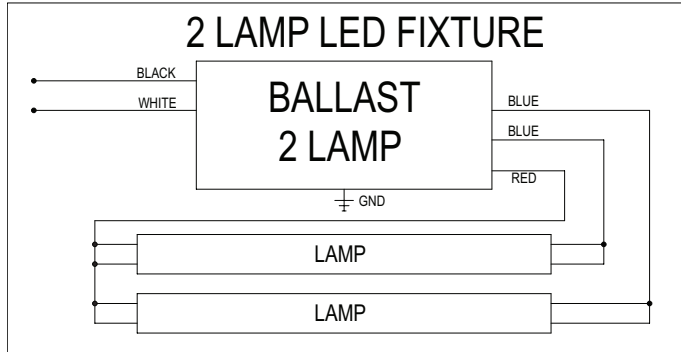 2 LAMP LED FIXTURE
BLACK
WHITE
BALLAST
2 LAMP
BLUE
BLUE
RED
GND
LAMP
LAMP